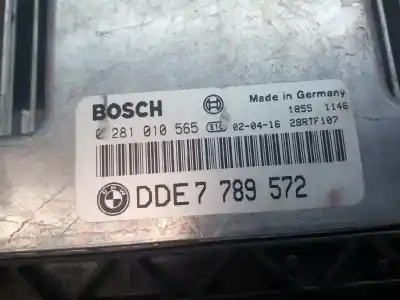 BOSCH
Made in Germany
1855 1146
0 281 010 565 02-04-16 28RTF107
DDE 7 789 572